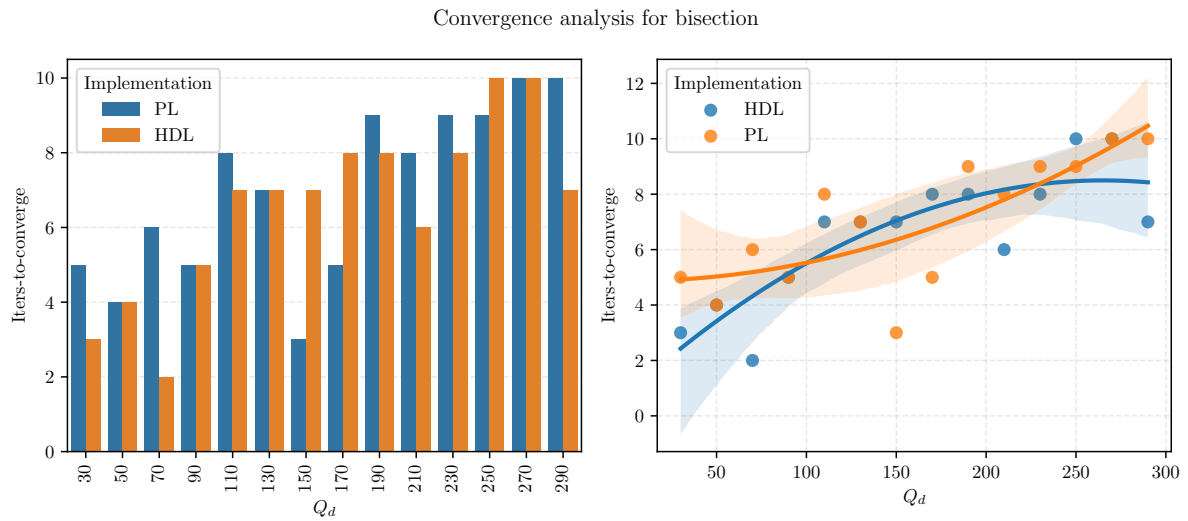 Convergence analysis for bisection
Implementation
PL
HDL
10
8
6
4
2
0
Iters-to-converge
30 50 70 90 110 130 150 170 190 210 230 250 270 290
Q_d
Implementation
HDL
PL
12
10
8
6
4
2
0
Iters-to-converge
50 100 150 200 250 300
Q_d